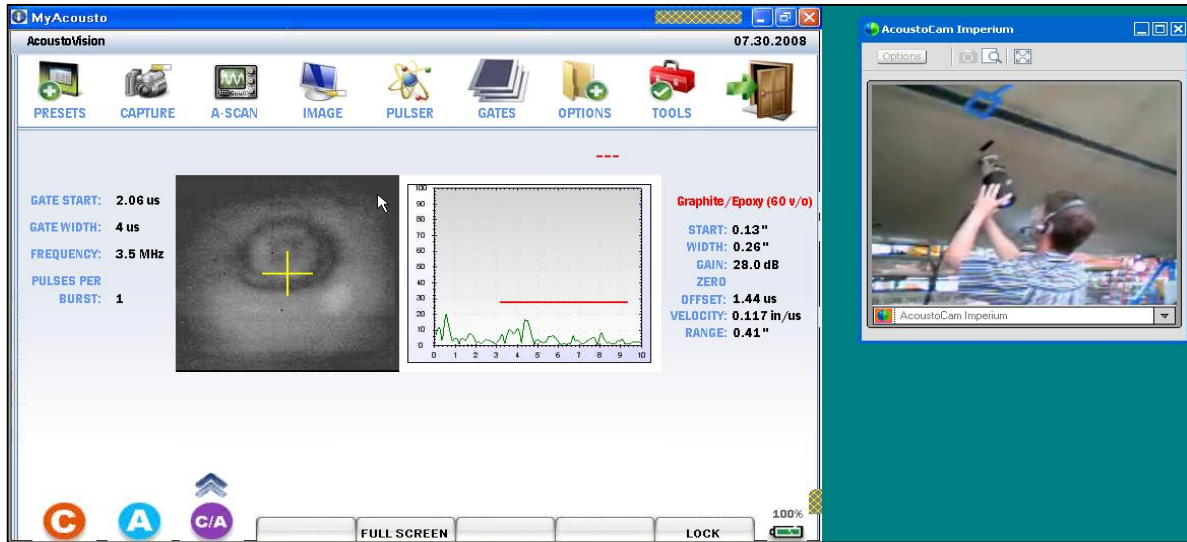 MyAcousto
AcoustoVision
07.30.2008
PRESETS
CAPTURE
A-SCAN
IMAGE
PULSER
GATES
OPTIONS
TOOLS
---
GATE START: 2.06 us
GATE WIDTH: 4 us
FREQUENCY: 3.5 MHz
PULSES PER
BURST: 1
100
90
80
70
60
50
40
30
20
10
0
0 1 2 3 4 5 6 7 8 9 10
Graphite/Epoxy (60 v/o)
START: 0.13"
WIDTH: 0.26"
GAIN: 28.0 dB
ZERO
OFFSET: 1.44 us
VELOCITY: 0.117 in/us
RANGE: 0.41"
C
A
C/A
FULL SCREEN
LOCK
100%
AcoustoCam Imperium
Options
AcoustoCam Imperium